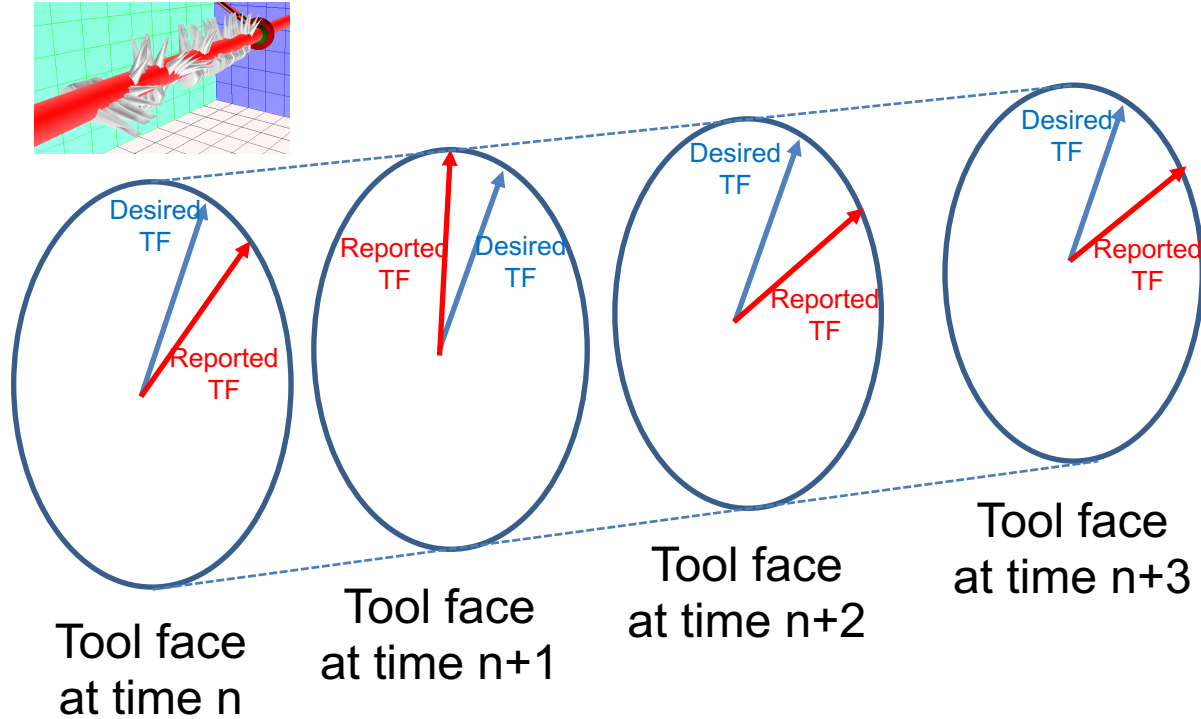 Desired
TF
Reported
TF
Tool face
at time n
Reported
TF
Desired
TF
Tool face
at time n+1
Desired
TF
Reported
TF
Tool face
at time n+2
Desired
TF
Reported
TF
Tool face
at time n+3